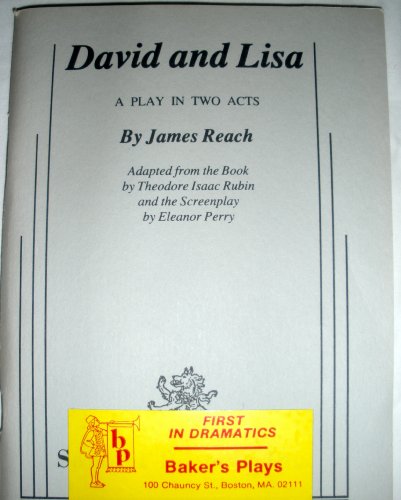 David and Lisa
A PLAY IN TWO ACTS
By James Reach
Adapted from the Book
by Theodore Isaac Rubin
and the Screenplay
by Eleanor Perry
S
bp
FIRST
IN DRAMATICS
Baker's Plays
100 Chauncy St., Boston, MA. 02111